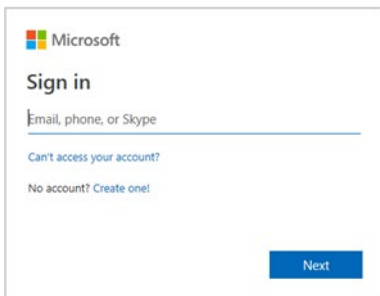 Microsoft
Sign in
Email, phone, or Skype
Can't access your account?
No account? Create one!
Next